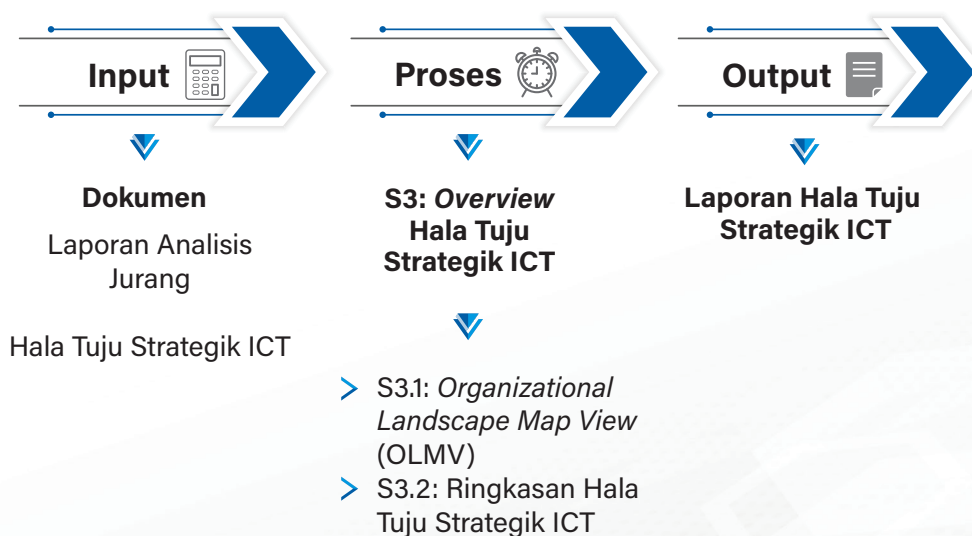 Input
Dokumen
Laporan Analisis
Jurang
Hala Tuju Strategik ICT
Proses
S3: Overview
Hala Tuju
Strategik ICT
S3.1: Organizational
Landscape Map View
(OLMV)
S3.2: Ringkasan Hala
Tuju Strategik ICT
Output
Laporan Hala Tuju
Strategik ICT